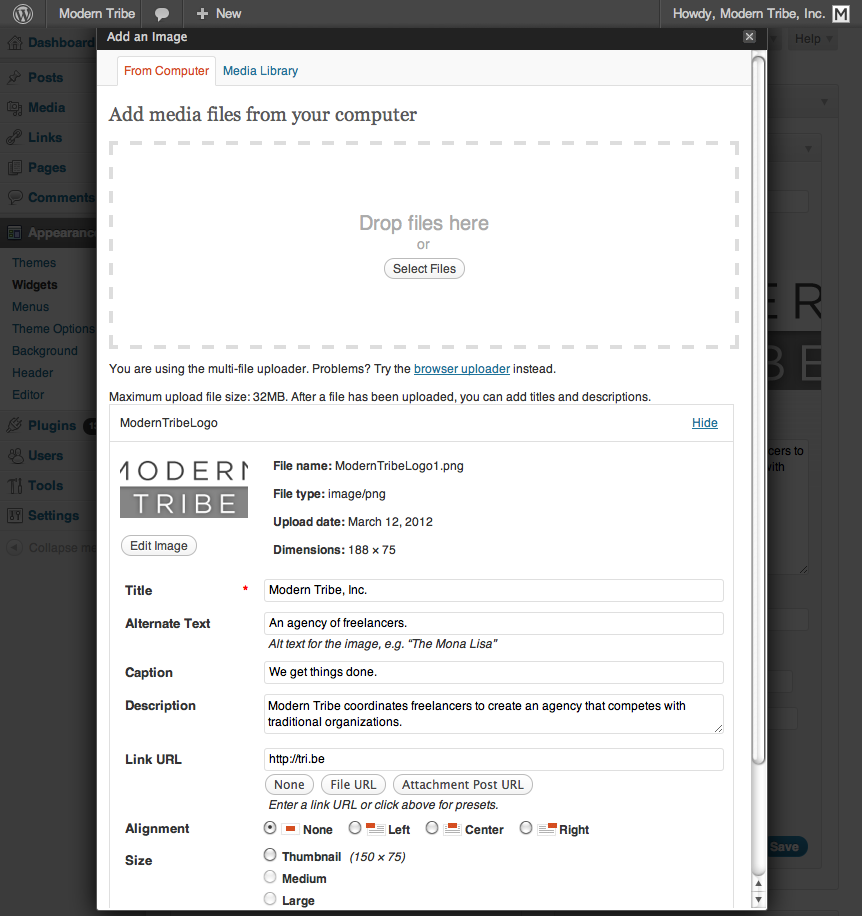 Modern Tribe
+ New
Howdy, Modern Tribe, Inc. M
Add an Image
Help
From Computer
Media Library
Add media files from your computer
Drop files here
or
Select Files
You are using the multi-file uploader. Problems? Try the browser uploader instead.
Maximum upload file size: 32MB. After a file has been uploaded, you can add titles and descriptions.
ModernTribeLogo
Hide
MODERN
TRIBE
File name: ModernTribeLogo1.png
File type: image/png
Upload date: March 12, 2012
Dimensions: 188 × 75
Edit Image
Title * Modern Tribe, Inc.
Alternate Text An agency of freelancers.
Alt text for the image, e.g. “The Mona Lisa”
Caption We get things done.
Description Modern Tribe coordinates freelancers to create an agency that competes with
traditional organizations.
Link URL http://tri.be
None File URL Attachment Post URL
Enter a link URL or click above for presets.
Alignment None Left Center Right
Size Thumbnail (150 × 75)
Medium
Large
Dashboard
Posts
Media
Links
Pages
Comments
Appearance
Themes
Widgets
Menus
Theme Options
Background
Header
Editor
Plugins
Users
Tools
Settings
Collapse me
ER
BE
cers to
with
Save